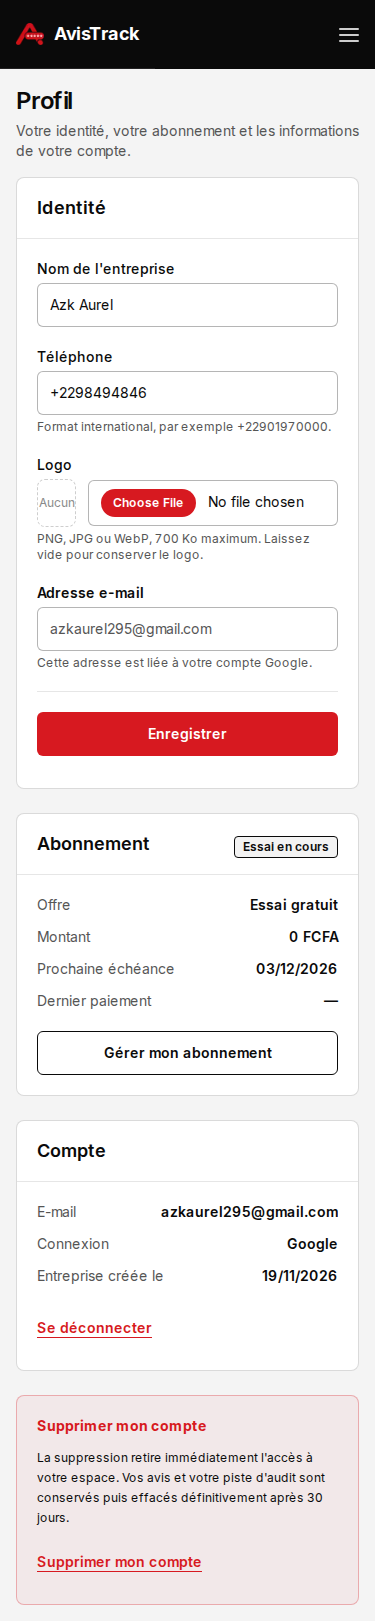 AvisTrack
Profil
Votre identité, votre abonnement et les informations
de votre compte.
Identité
Nom de l'entreprise
Azk Aurel
Téléphone
+2298494846
Format international, par exemple +22901970000.
Logo
Aucun
Choose File No file chosen
PNG, JPG ou WebP, 700 Ko maximum. Laissez
vide pour conserver le logo.
Adresse e-mail
azkaurel295@gmail.com
Cette adresse est liée à votre compte Google.
Enregistrer
Abonnement Essai en cours
Offre Essai gratuit
Montant 0 FCFA
Prochaine échéance 03/12/2026
Dernier paiement —
Gérer mon abonnement
Compte
E-mail azkaurel295@gmail.com
Connexion Google
Entreprise créée le 19/11/2026
Se déconnecter
Supprimer mon compte
La suppression retire immédiatement l'accès à
votre espace. Vos avis et votre piste d'audit sont
conservés puis effacés définitivement après 30
jours.
Supprimer mon compte